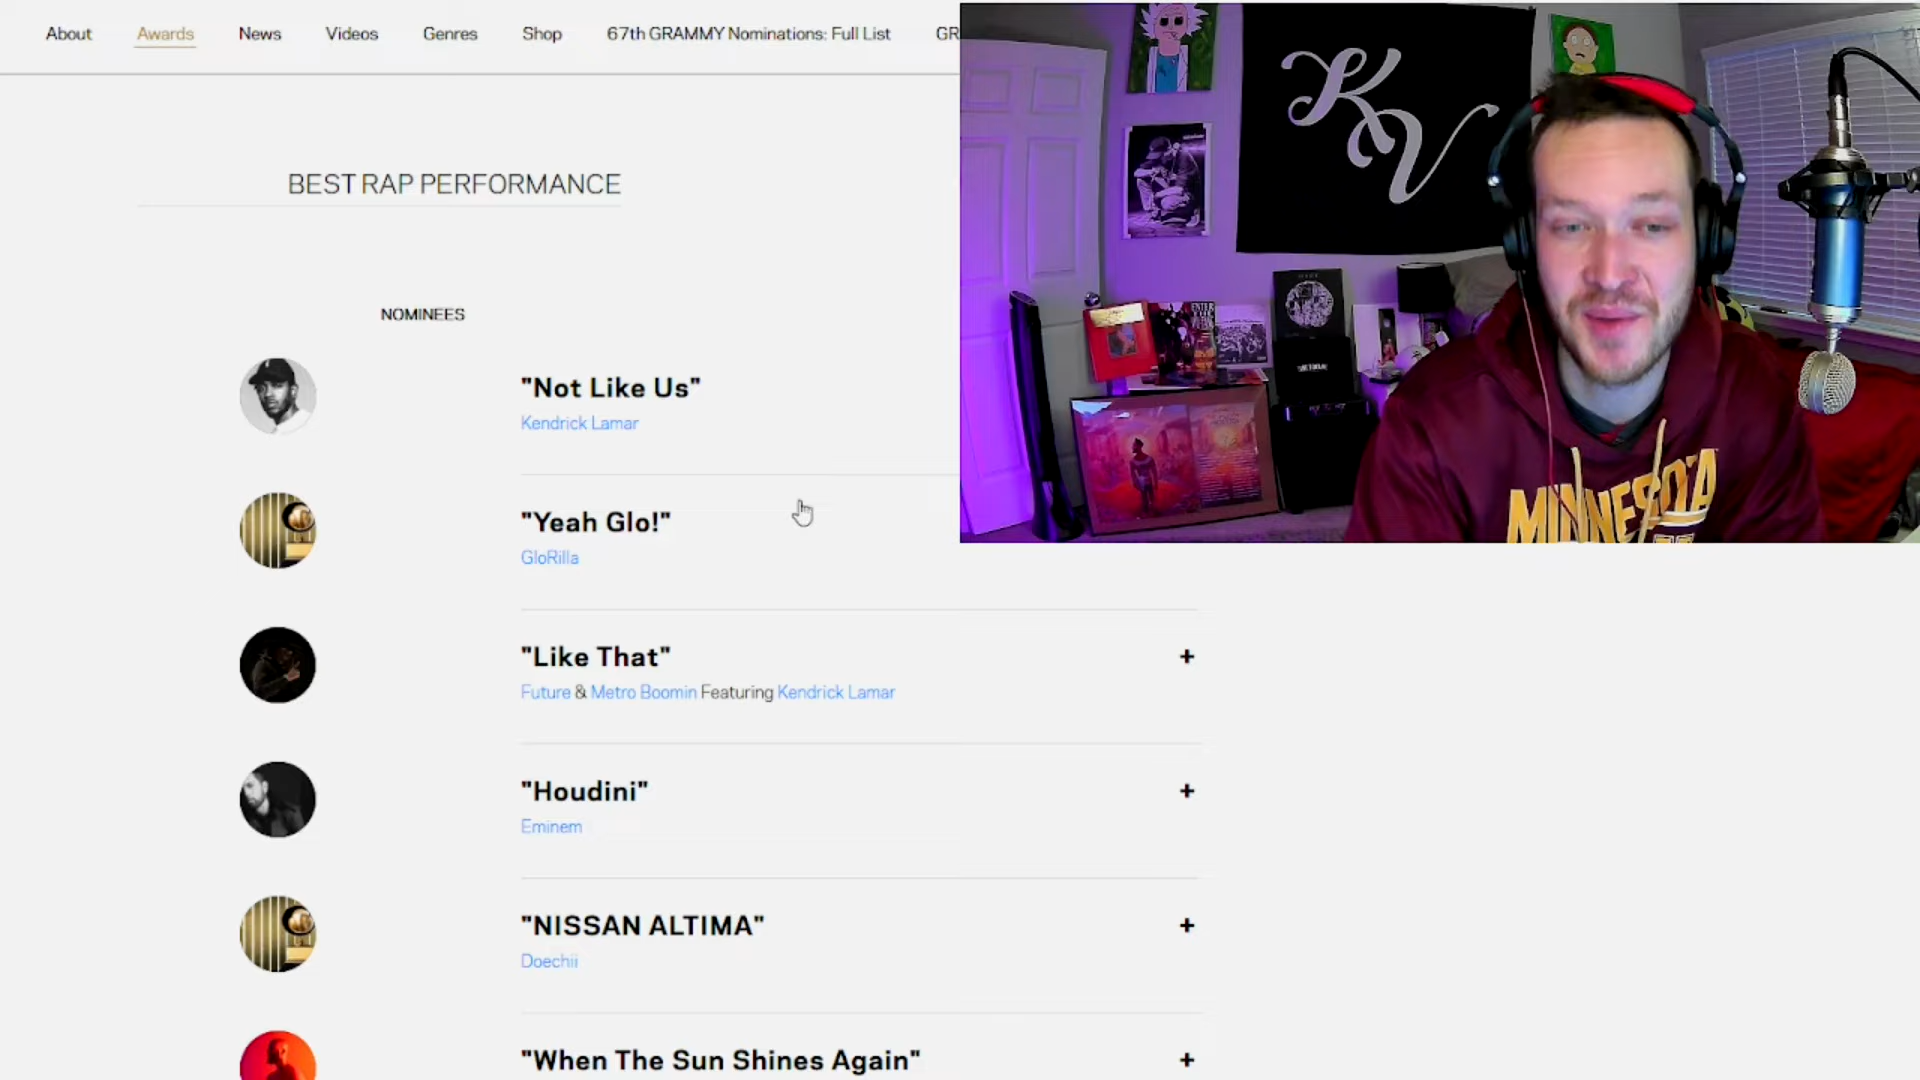 About Awards News Videos Genres Shop 67th GRAMMY Nominations: Full List GR
BEST RAP PERFORMANCE
NOMINEES
"Not Like Us"
Kendrick Lamar
"Yeah Glo!"
GloRilla
"Like That"
Future & Metro Boomin Featuring Kendrick Lamar
"Houdini"
Eminem
"NISSAN ALTIMA"
Doechii
"When The Sun Shines Again"
KV
MINNESOTA